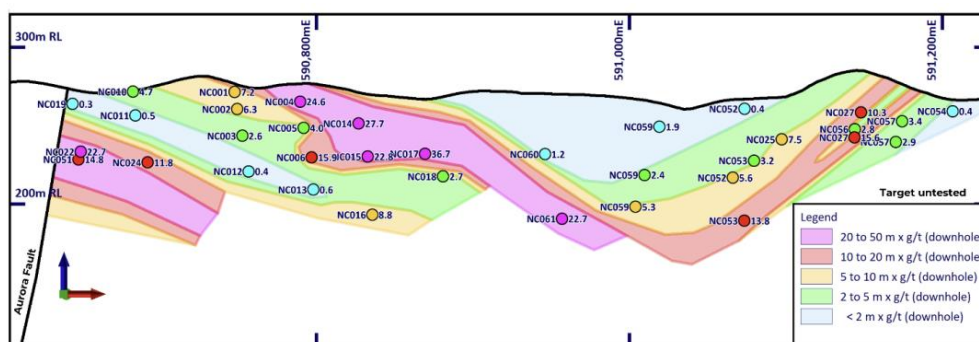 300m RL
200m RL
590,800mE
591,000mE
591,200mE
NC019 0.3
NC010 4.7
NC011 0.5
NC001 7.2
NC002 6.3
NC003 2.6
NC004 24.6
NC005 4.0
NC014 27.7
NC006 15.9
NC015 22.8
NC017 36.7
NC018 2.7
NC022 22.7
NC051 14.8
NC024 11.8
NC012 0.4
NC013 0.6
NC016 8.8
NC060 1.2
NC061 22.7
NC059 1.9
NC059 2.4
NC059 5.3
NC052 0.4
NC025 7.5
NC053 3.2
NC052 5.6
NC053 13.8
NC027 10.3
NC056 2.8
NC027 15.6
NC057 3.4
NC057 2.9
NC054 0.4
Aurora Fault
Target untested
Legend
20 to 50 m x g/t (downhole)
10 to 20 m x g/t (downhole)
5 to 10 m x g/t (downhole)
2 to 5 m x g/t (downhole)
< 2 m x g/t (downhole)